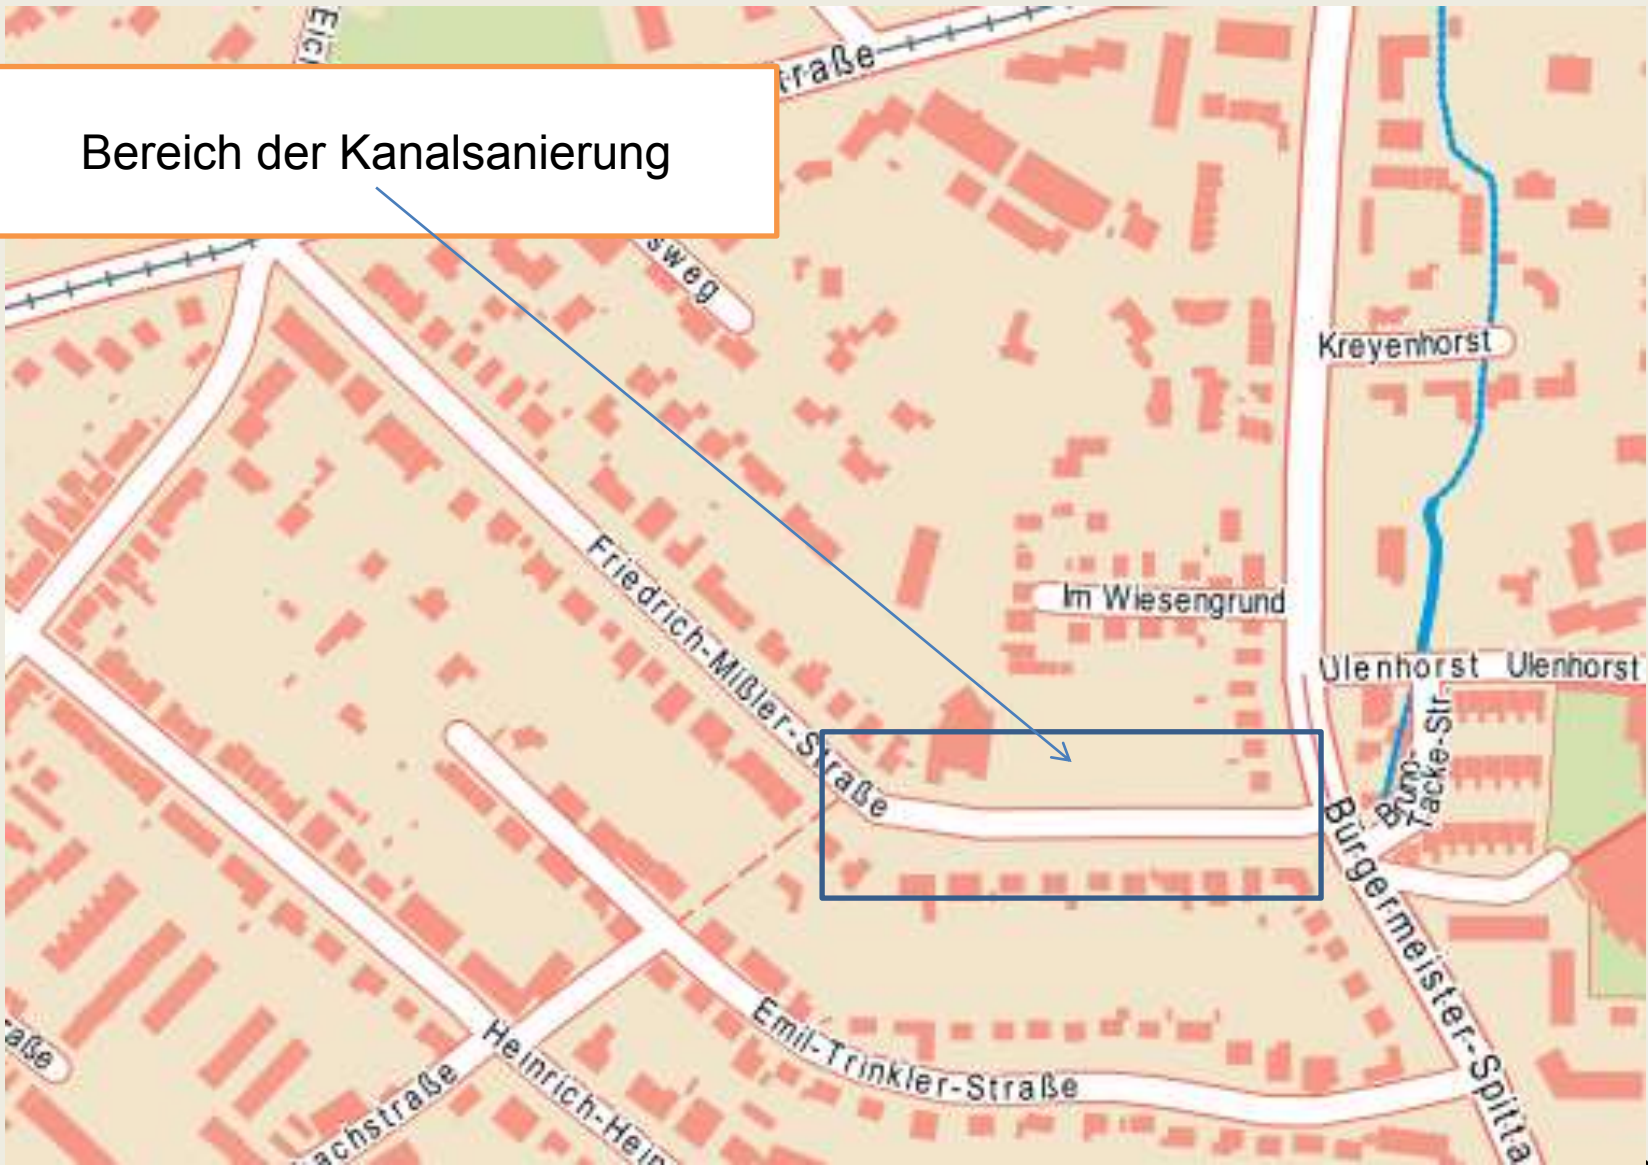 Eich
traße
Bereich der Kanalsanierung
sweg
Kreyenhorst
Friedrich-Mißler-Straße
Im Wiesengrund
Ulenhorst Ulenhorst
Bruno-
Tacke-Str.
Bürgermeister-Spitta
Emil-Trinkler-Straße
Heinrich-Hein
achstraße
aße